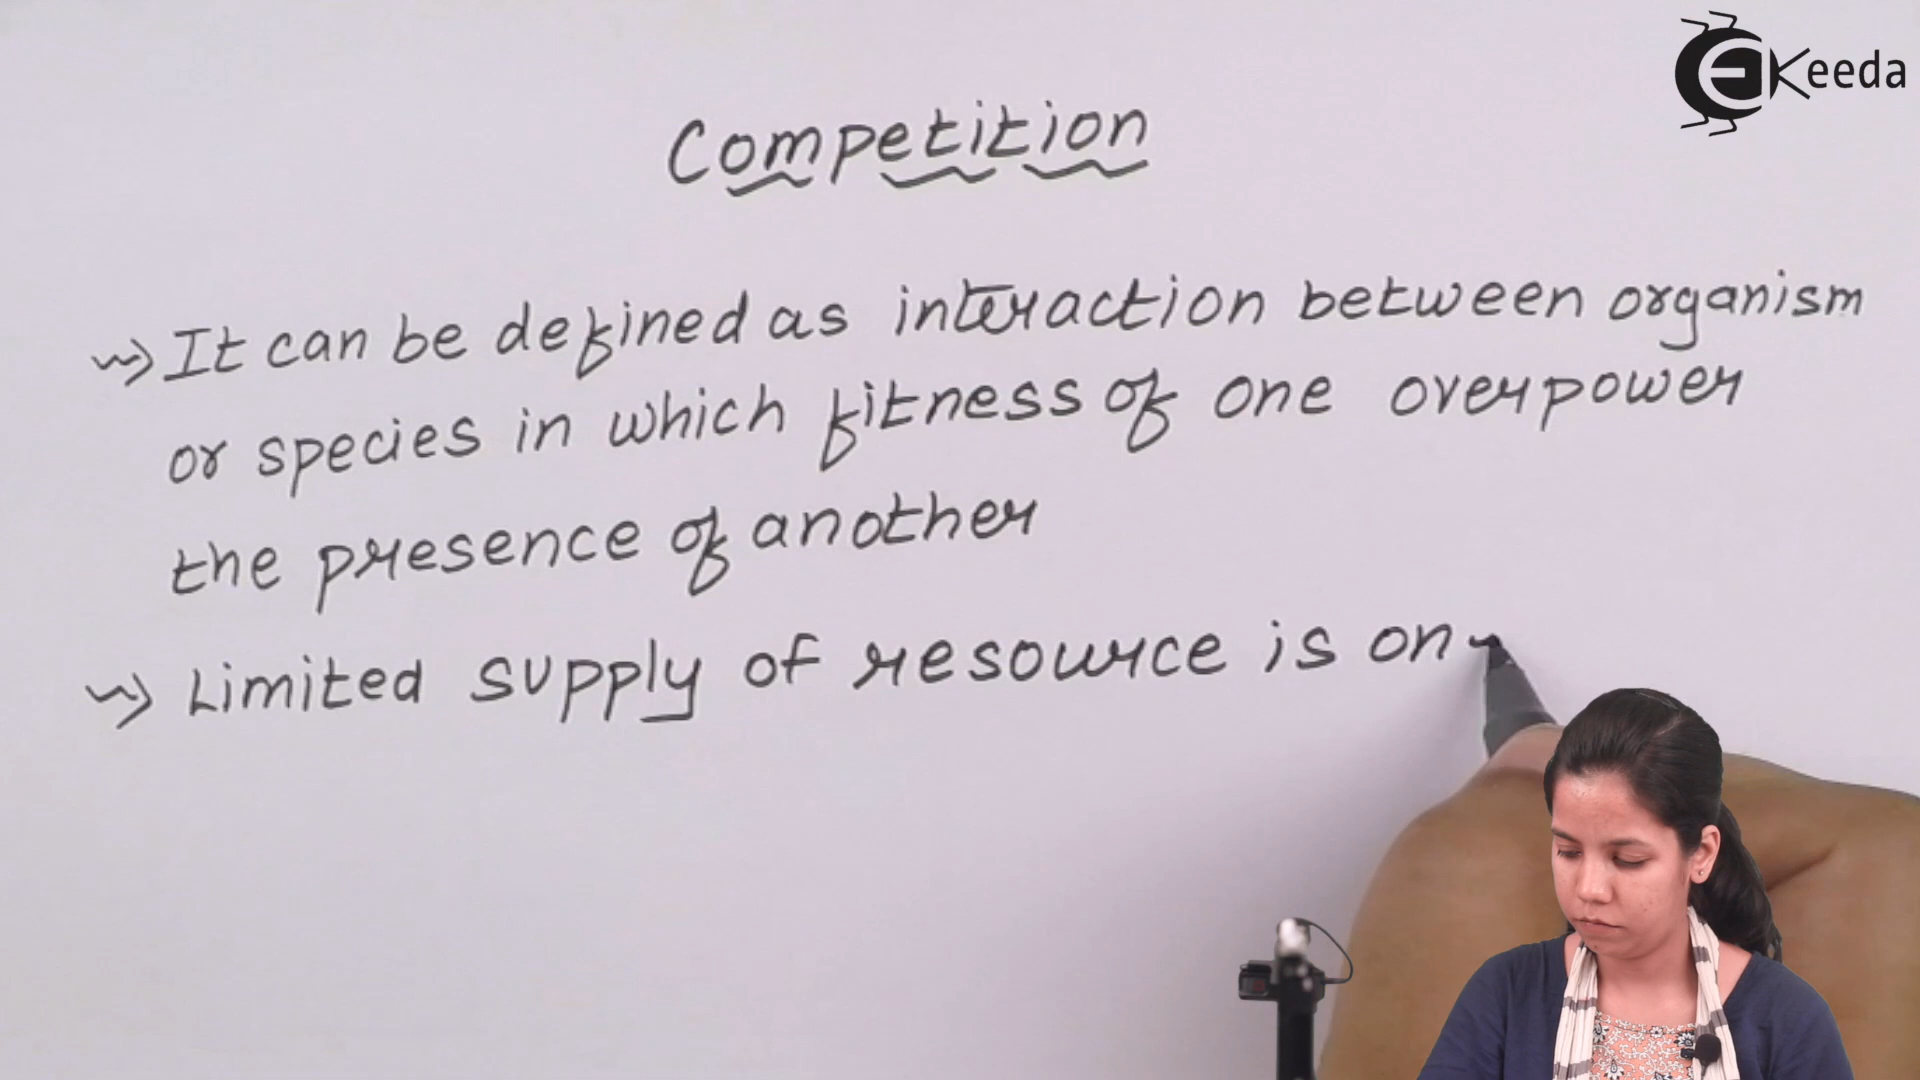 EKeeda
Competition
It can be defined as interaction between organism
or species in which fitness of one overpower
the presence of another
Limited supply of resource is on